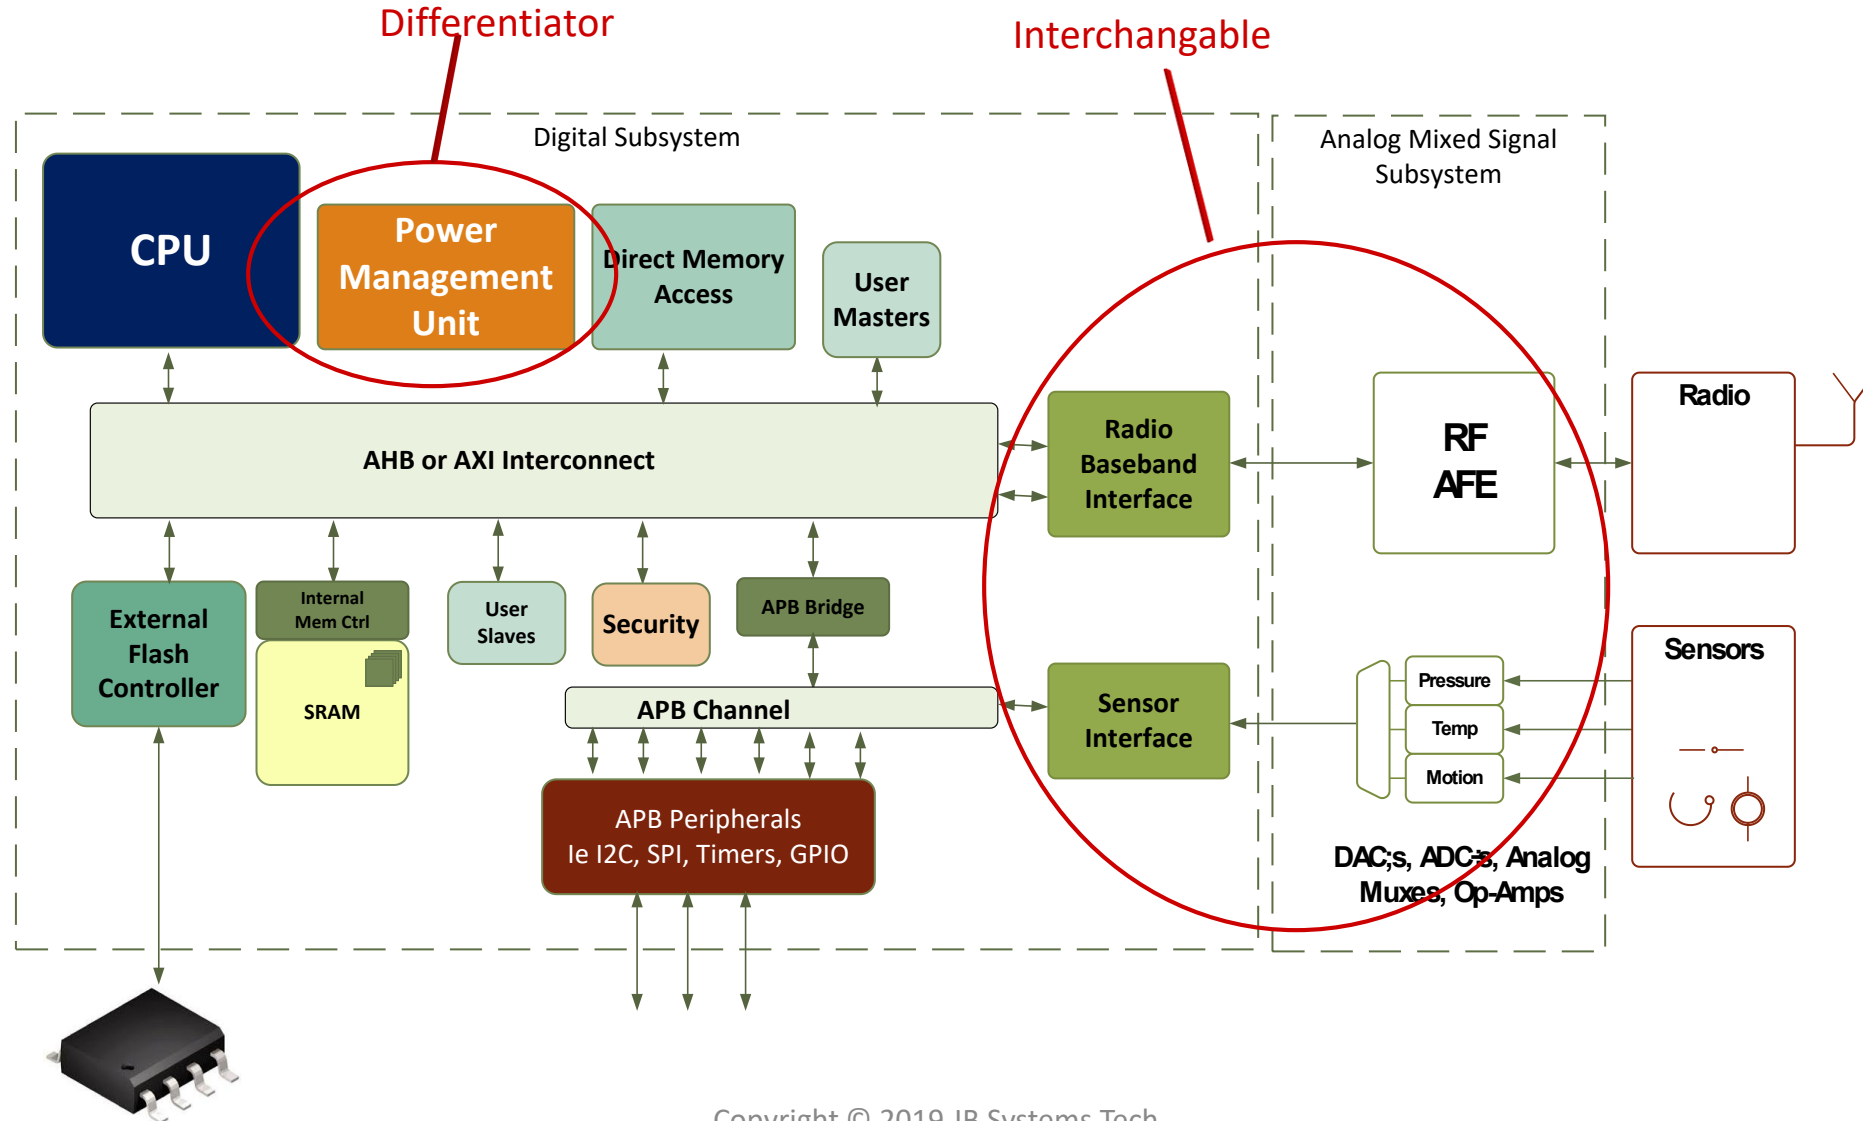 Differentiator
Interchangable
Digital Subsystem
Analog Mixed Signal
Subsystem
CPU
Power
Management
Unit
Direct Memory
Access
User
Masters
AHB or AXI Interconnect
Radio
Baseband
Interface
RF
AFE
Radio
External
Flash
Controller
Internal
Mem Ctrl
SRAM
User
Slaves
Security
APB Bridge
APB Channel
Sensor
Interface
Pressure
Temp
Motion
Sensors
APB Peripherals
Ie I2C, SPI, Timers, GPIO
DAC;s, ADC=s, Analog
Muxes, Op-Amps
Copyright © 2019 JB Systems Tech